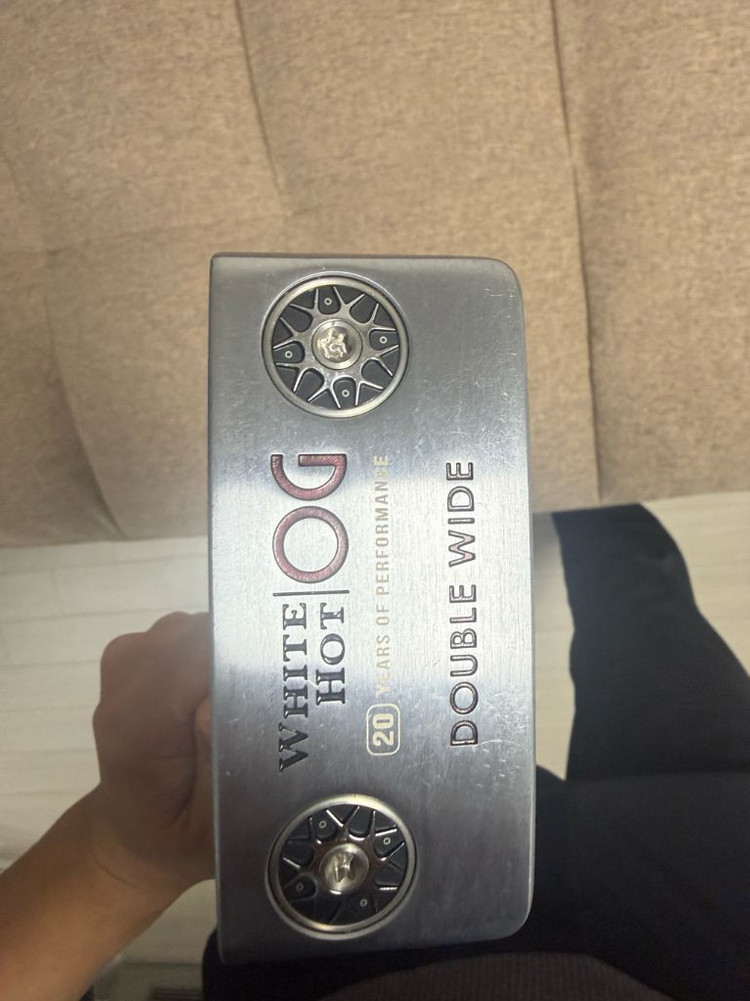 WHITE
HOT
OG
20 YEARS OF PERFORMANCE
DOUBLE WIDE